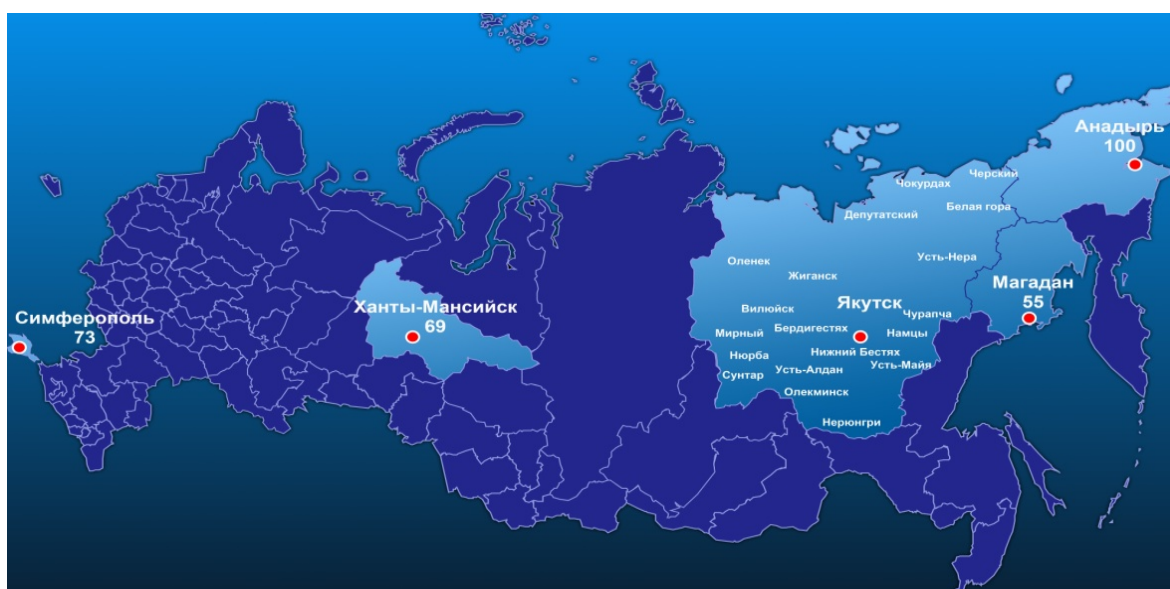 Анадырь
100
Черский
Чокурдах
Белая гора
Депутатский
Усть-Нера
Оленек
Жиганск
Магадан
55
Ханты-Мансийск
69
Якутск
Вилюйск
Чурапча
Симферополь
73
Бердигестях
Мирный
Намцы
Нижний Бестях
Нюрба
Усть-Майя
Усть-Алдан
Сунтар
Олекминск
Нерюнгри